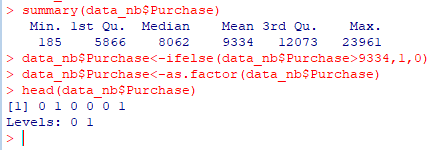 > summary(data_nb$Purchase)
   Min. 1st Qu.  Median    Mean 3rd Qu.    Max.
    185    5866    8062    9334   12073   23961
> data_nb$Purchase<-ifelse(data_nb$Purchase>9334,1,0)
> data_nb$Purchase<-as.factor(data_nb$Purchase)
> head(data_nb$Purchase)
[1] 0 1 0 0 0 1
Levels: 0 1
>